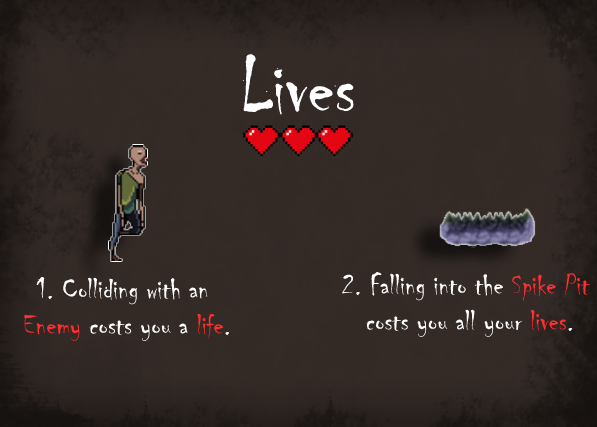 Lives
1. Colliding with an
Enemy costs you a life.
2. Falling into the Spike Pit
costs you all your lives.